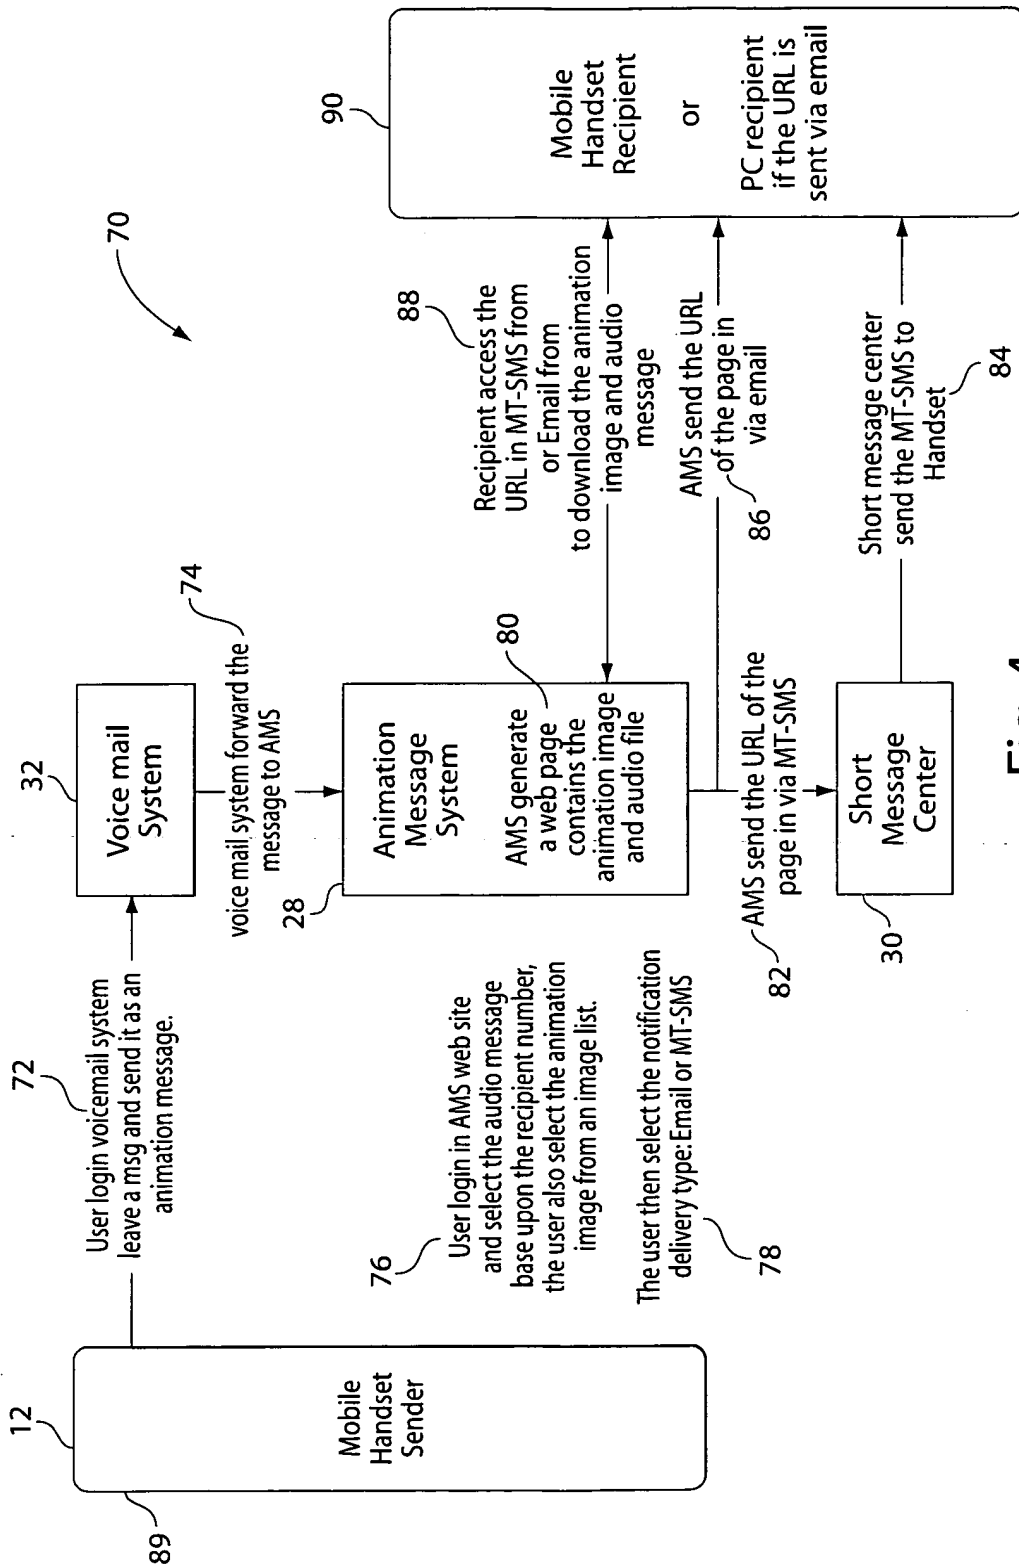 12
89
Mobile
Handset
Sender
72
User login voicemail system
leave a msg and send it as an
animation message.
32
Voice mail
System
74
voice mail system forward the
message to AMS
70
76
User login in AMS web site
and select the audio message
base upon the recipient number,
the user also select the animation
image from an image list.
The user then select the notification
delivery type: Email or MT-SMS
78
28
Animation
Message
System
80
AMS generate
a web page
contains the
animation image
and audio file
88
Recipient access the
URL in MT-SMS from
or Email from
to download the animation
image and audio
message
AMS send the URL
of the page in
via email
86
82
AMS send the URL of the
page in via MT-SMS
30
Short
Message
Center
Short message center
send the MT-SMS to
Handset
84
90
Mobile
Handset
Recipient
or
PC recipient
if the URL is
sent via email